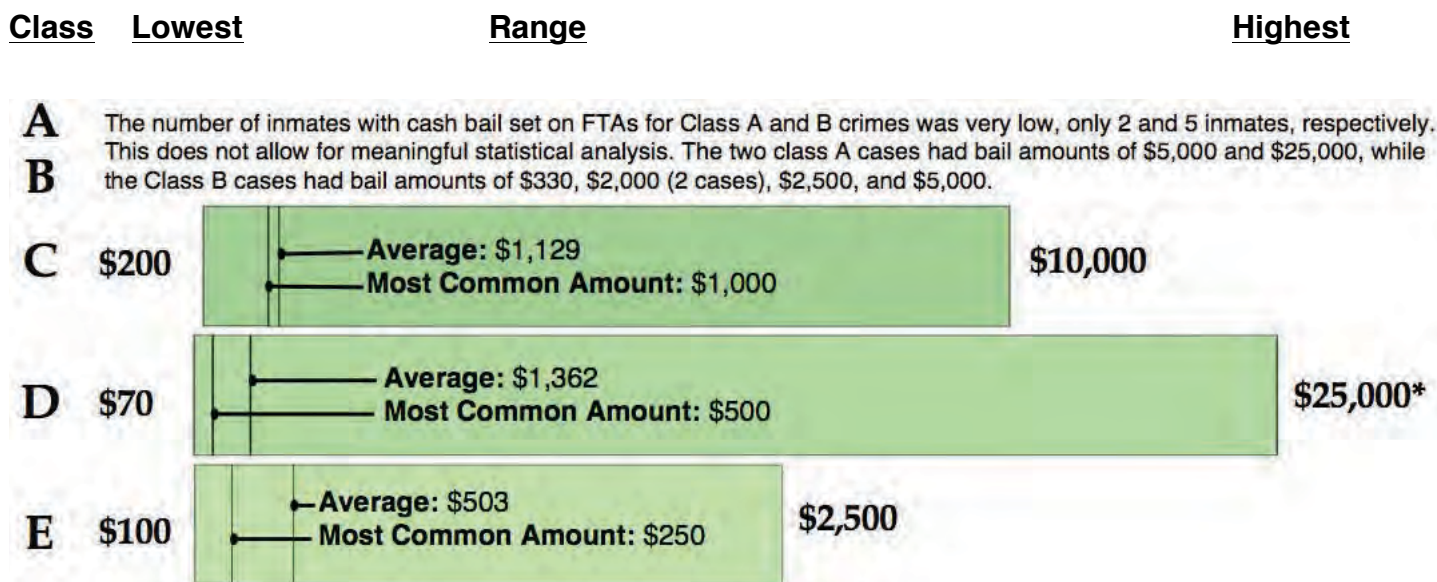 Class Lowest Range Highest
A The number of inmates with cash bail set on FTAs for Class A and B crimes was very low, only 2 and 5 inmates, respectively.
This does not allow for meaningful statistical analysis. The two class A cases had bail amounts of $5,000 and $25,000, while
B the Class B cases had bail amounts of $330, $2,000 (2 cases), $2,500, and $5,000.
Average: $1,129
C $200 $10,000
Most Common Amount: $1,000
Average: $1,362
D $70 $25,000*
Most Common Amount: $500
Average: $503
E $100 $2,500
Most Common Amount: $250